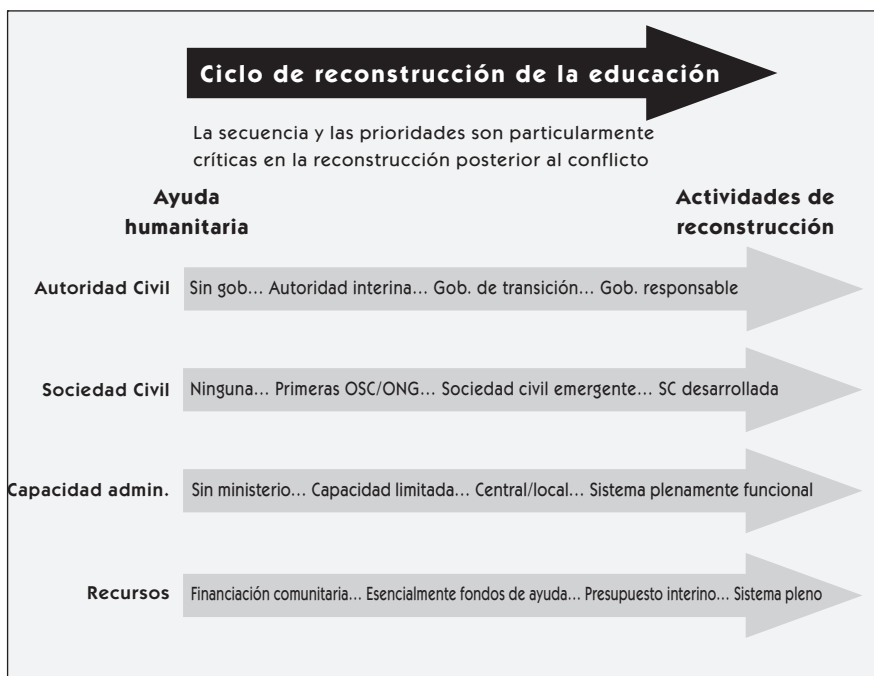 Ciclo de reconstrucción de la educación
La secuencia y las prioridades son particularmente
críticas en la reconstrucción posterior al conflicto
Ayuda
humanitaria
Actividades de
reconstrucción
Autoridad Civil
Sin gob... Autoridad interina... Gob. de transición... Gob. responsable
Sociedad Civil
Ninguna... Primeras OSC/ONG... Sociedad civil emergente... SC desarrollada
Capacidad admin.
Sin ministerio... Capacidad limitada... Central/local... Sistema plenamente funcional
Recursos
Financiación comunitaria... Esencialmente fondos de ayuda... Presupuesto interino... Sistema pleno